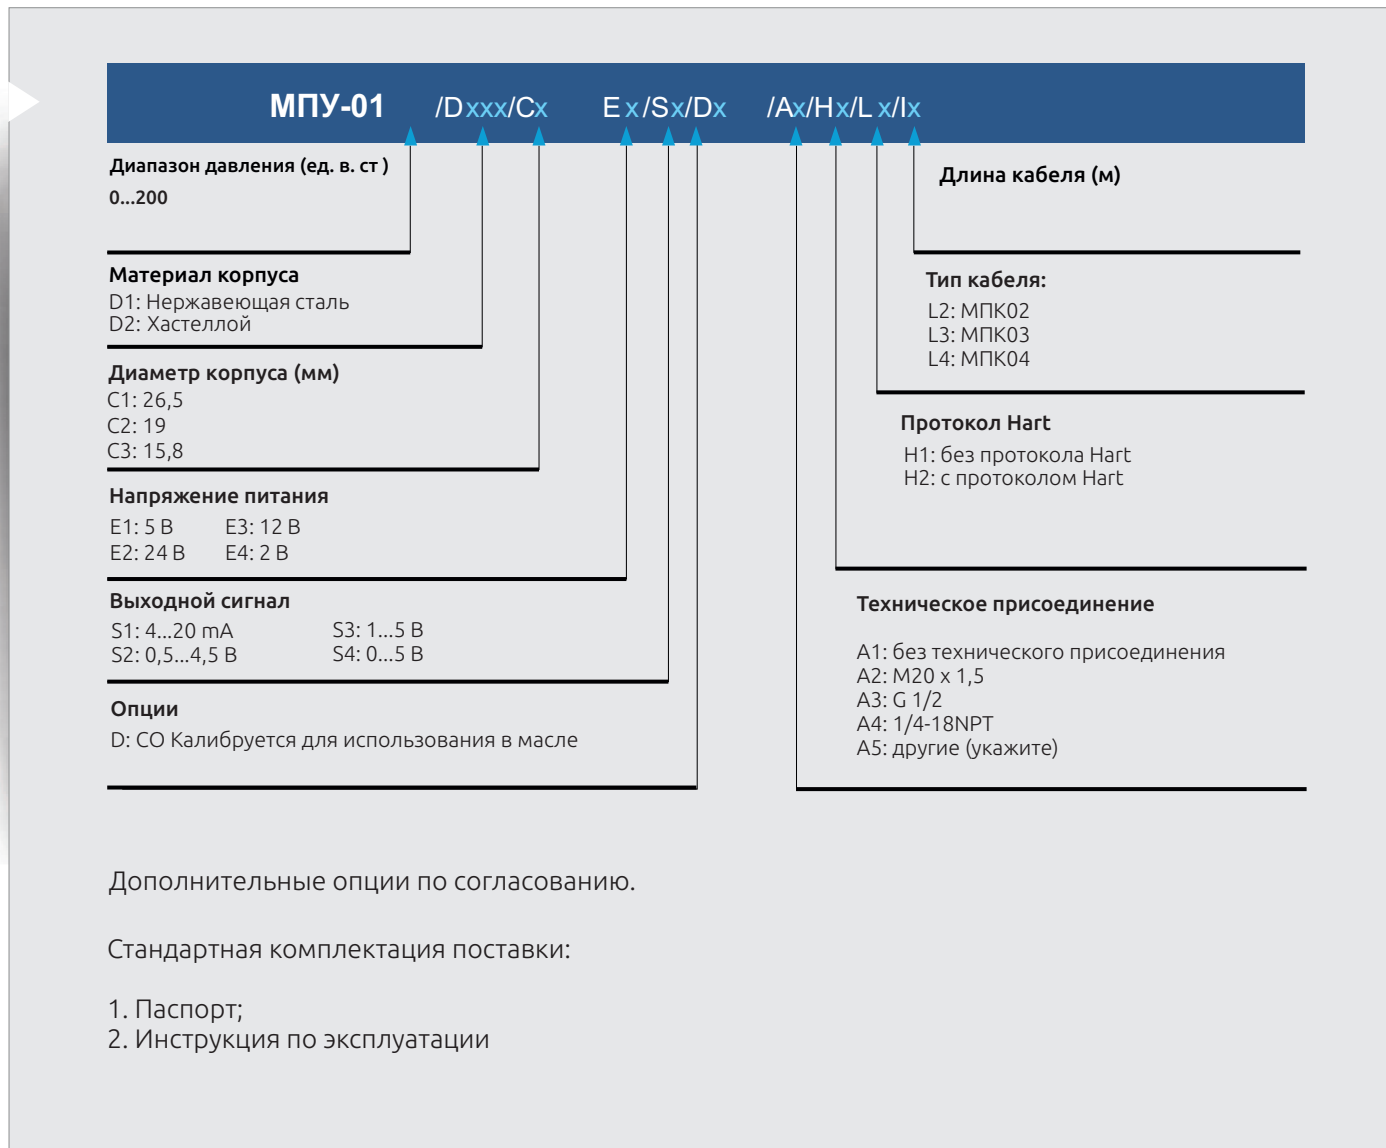 МПУ-01 /Dxxx/Cx Ex/Sx/Dx /Ax/Hx/Lx/Ix
Диапазон давления (ед. в. ст )
0...200
Материал корпуса
D1: Нержавеющая сталь
D2: Хастеллой
Диаметр корпуса (мм)
C1: 26,5
C2: 19
C3: 15,8
Напряжение питания
E1: 5 В E3: 12 В
E2: 24 В E4: 2 В
Выходной сигнал
S1: 4...20 mA S3: 1...5 В
S2: 0,5...4,5 В S4: 0...5 В
Опции
D: СО Калибруется для использования в масле
Длина кабеля (м)
Тип кабеля:
L2: МПК02
L3: МПК03
L4: МПК04
Протокол Hart
H1: без протокола Hart
H2: с протоколом Hart
Техническое присоединение
A1: без технического присоединения
A2: M20 x 1,5
A3: G 1/2
A4: 1/4-18NPT
A5: другие (укажите)
Дополнительные опции по согласованию.
Стандартная комплектация поставки:
1. Паспорт;
2. Инструкция по эксплуатации